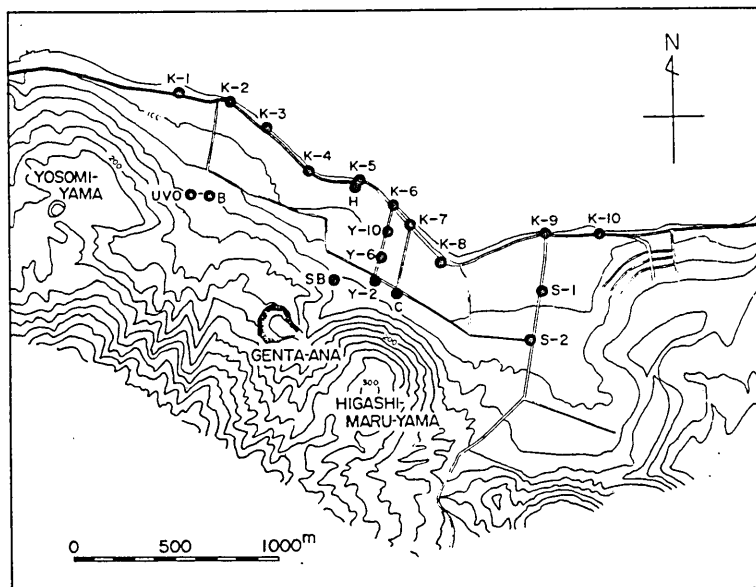 N
K-1
K-2
K-3
100
K-4
K-5
200
YOSOMI-
YAMA
UVO
B
H
K-6
K-7
K-9
K-10
Y-10
Y-6
K-8
SB
Y-2
C
S-1
S-2
GENTA-ANA
200
300
HIGASHI-
MARU-YAMA
0 500 1000m